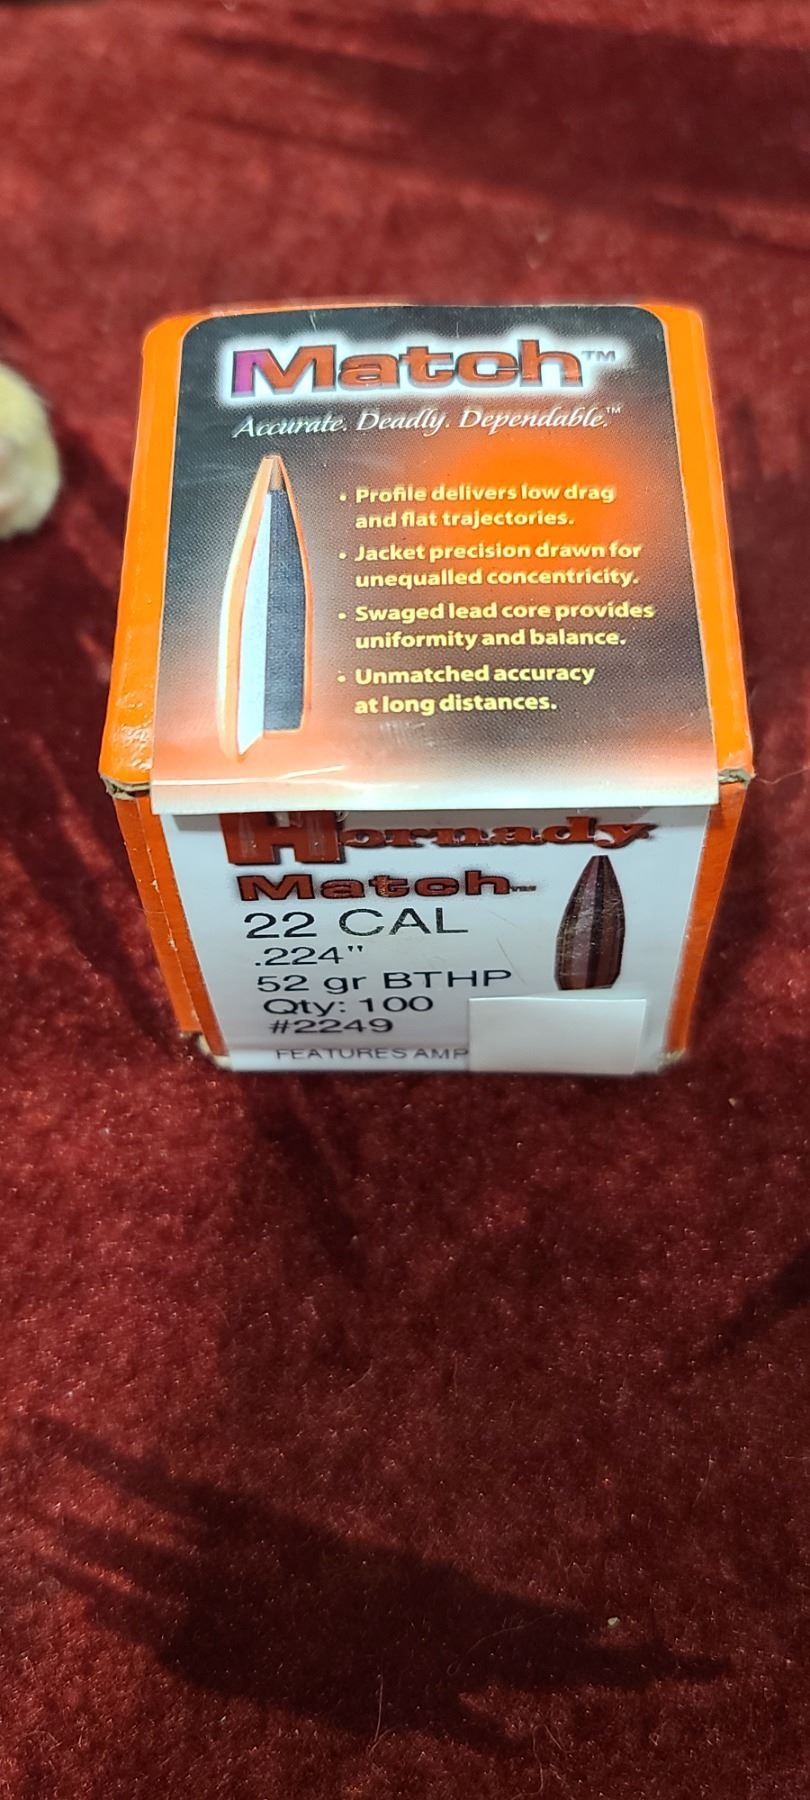 Match™
Accurate. Deadly. Dependable.™
• Profile delivers low drag
and flat trajectories.
• Jacket precision drawn for
unequalled concentricity.
• Swaged lead core provides
uniformity and balance.
• Unmatched accuracy
at long distances.
Hornady
Match™
22 CAL
.224"
52 gr BTHP
Qty: 100
#2249
FEATURES AMP